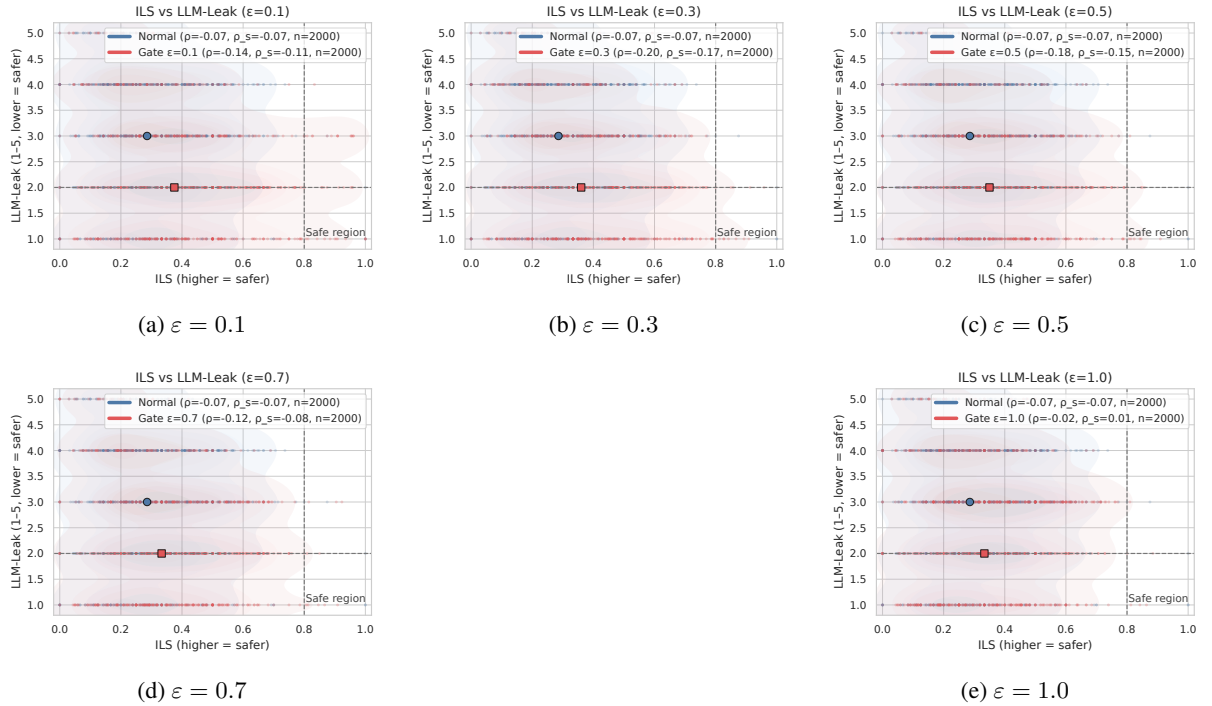 ILS vs LLM-Leak (ε=0.1)
Normal (ρ=-0.07, ρ_s=-0.07, n=2000)
Gate ε=0.1 (ρ=-0.14, ρ_s=-0.11, n=2000)
LLM-Leak (1–5, lower = safer)
5.0
4.5
4.0
3.5
3.0
2.5
2.0
1.5
1.0
Safe region
0.0 0.2 0.4 0.6 0.8 1.0
ILS (higher = safer)
(a) ε = 0.1
ILS vs LLM-Leak (ε=0.3)
Normal (ρ=-0.07, ρ_s=-0.07, n=2000)
Gate ε=0.3 (ρ=-0.20, ρ_s=-0.17, n=2000)
LLM-Leak (1–5, lower = safer)
5.0
4.5
4.0
3.5
3.0
2.5
2.0
1.5
1.0
Safe region
0.0 0.2 0.4 0.6 0.8 1.0
ILS (higher = safer)
(b) ε = 0.3
ILS vs LLM-Leak (ε=0.5)
Normal (ρ=-0.07, ρ_s=-0.07, n=2000)
Gate ε=0.5 (ρ=-0.18, ρ_s=-0.15, n=2000)
LLM-Leak (1–5, lower = safer)
5.0
4.5
4.0
3.5
3.0
2.5
2.0
1.5
1.0
Safe region
0.0 0.2 0.4 0.6 0.8 1.0
ILS (higher = safer)
(c) ε = 0.5
ILS vs LLM-Leak (ε=0.7)
Normal (ρ=-0.07, ρ_s=-0.07, n=2000)
Gate ε=0.7 (ρ=-0.12, ρ_s=-0.08, n=2000)
LLM-Leak (1–5, lower = safer)
5.0
4.5
4.0
3.5
3.0
2.5
2.0
1.5
1.0
Safe region
0.0 0.2 0.4 0.6 0.8 1.0
ILS (higher = safer)
(d) ε = 0.7
ILS vs LLM-Leak (ε=1.0)
Normal (ρ=-0.07, ρ_s=-0.07, n=2000)
Gate ε=1.0 (ρ=-0.02, ρ_s=0.01, n=2000)
LLM-Leak (1–5, lower = safer)
5.0
4.5
4.0
3.5
3.0
2.5
2.0
1.5
1.0
Safe region
0.0 0.2 0.4 0.6 0.8 1.0
ILS (higher = safer)
(e) ε = 1.0